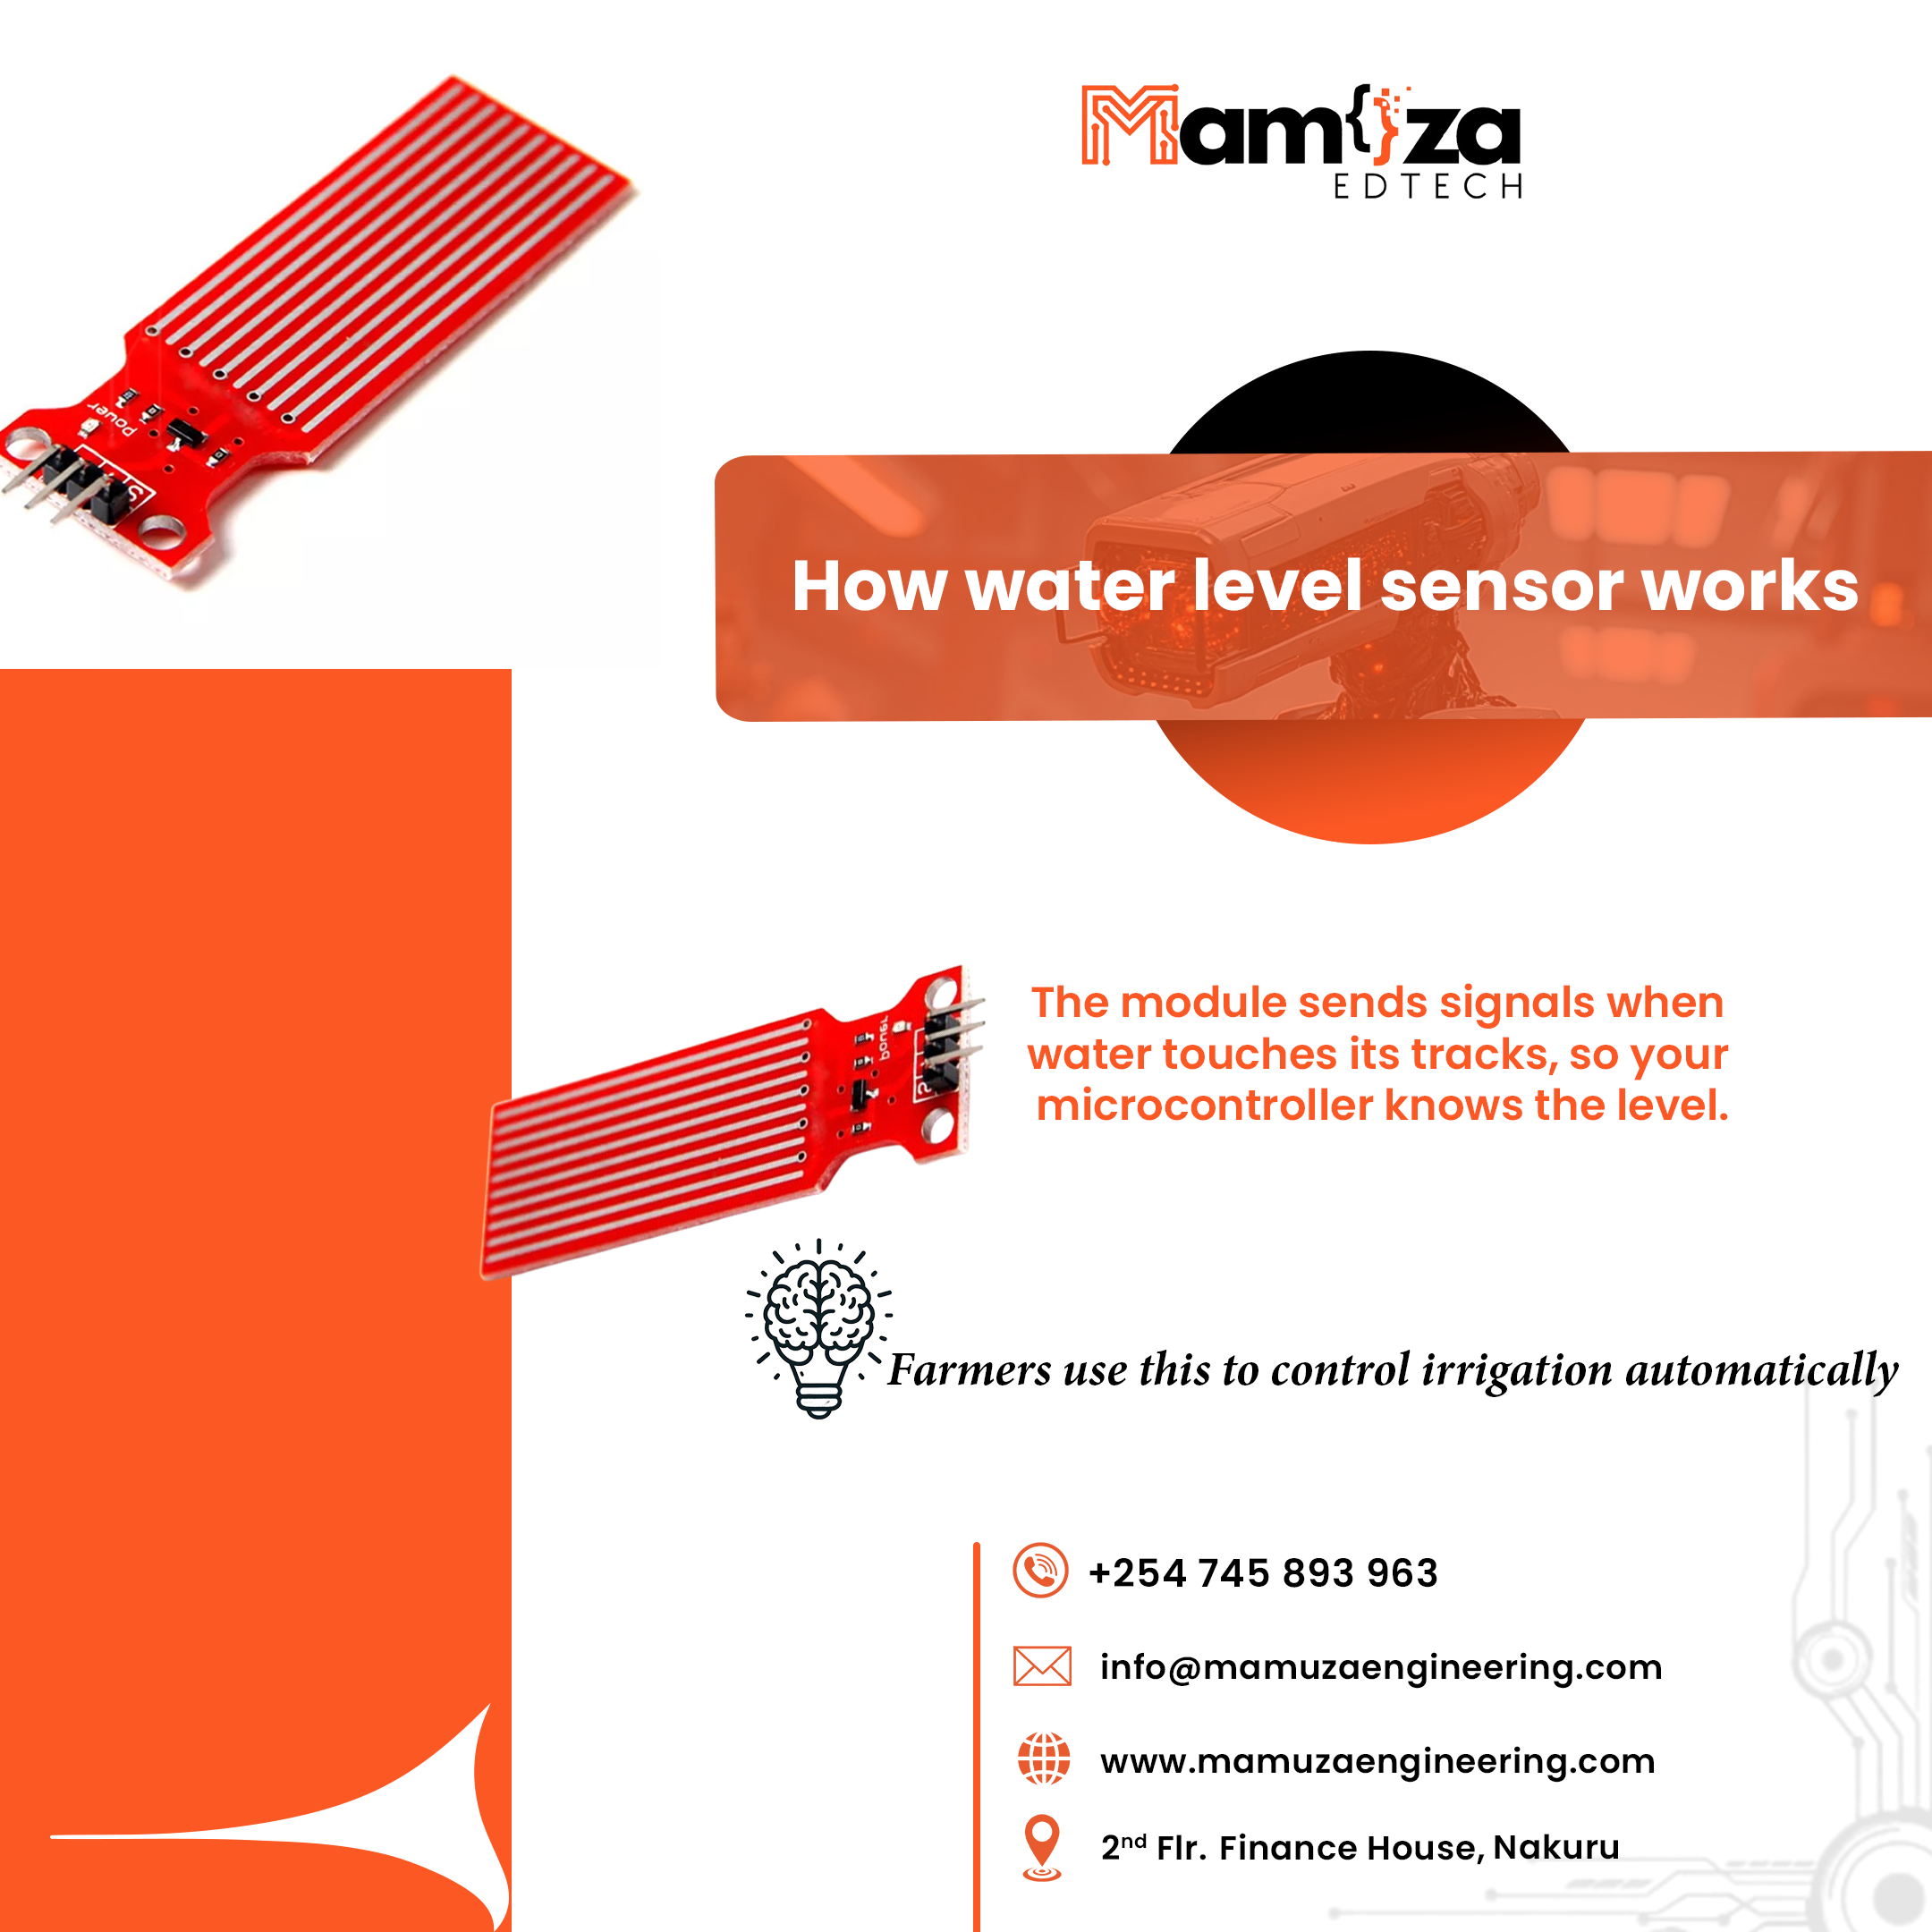 Mam{}za
EDTECH
Power
S
How water level sensor works
The module sends signals when
water touches its tracks, so your
microcontroller knows the level.
Farmers use this to control irrigation automatically
+254 745 893 963
info@mamuzaengineering.com
www.mamuzaengineering.com
2nd Flr. Finance House, Nakuru